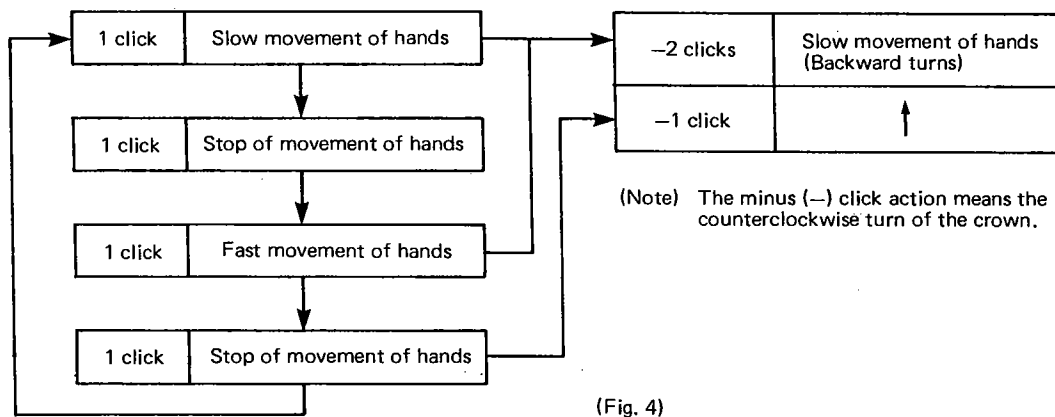 1 click Slow movement of hands
1 click Stop of movement of hands
1 click Fast movement of hands
1 click Stop of movement of hands
−2 clicks Slow movement of hands
(Backward turns)
−1 click
(Note) The minus (−) click action means the
counterclockwise turn of the crown.
(Fig. 4)